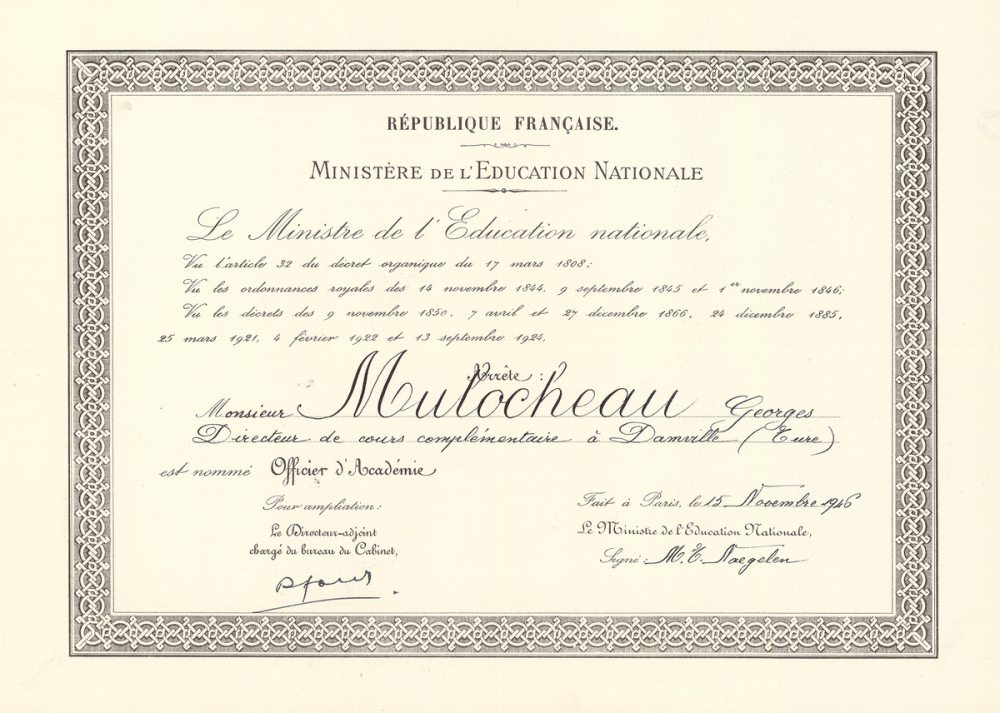 RÉPUBLIQUE FRANÇAISE.
MINISTÈRE DE L'EDUCATION NATIONALE
Le Ministre de l'Education nationale,
Vu l'article 32 du décret organique du 17 mars 1808;
Vu les ordonnances royales des 14 novembre 1844, 9 septembre 1845 et 1er novembre 1846;
Vu les décrets des 9 novembre 1850, 7 avril et 27 décembre 1866, 24 décembre 1885,
25 mars 1921, 4 février 1922 et 13 septembre 1924,
Arrête :
Monsieur Mulocheau Georges
Directeur de cours complémentaire à Damville (Eure)
est nommé Officier d'Académie
Pour ampliation:
Le Directeur-adjoint
chargé du bureau du Cabinet,
Fait à Paris, le 15 Novembre 1946
Le Ministre de l'Education Nationale,
Signé : M. E. Naegelen